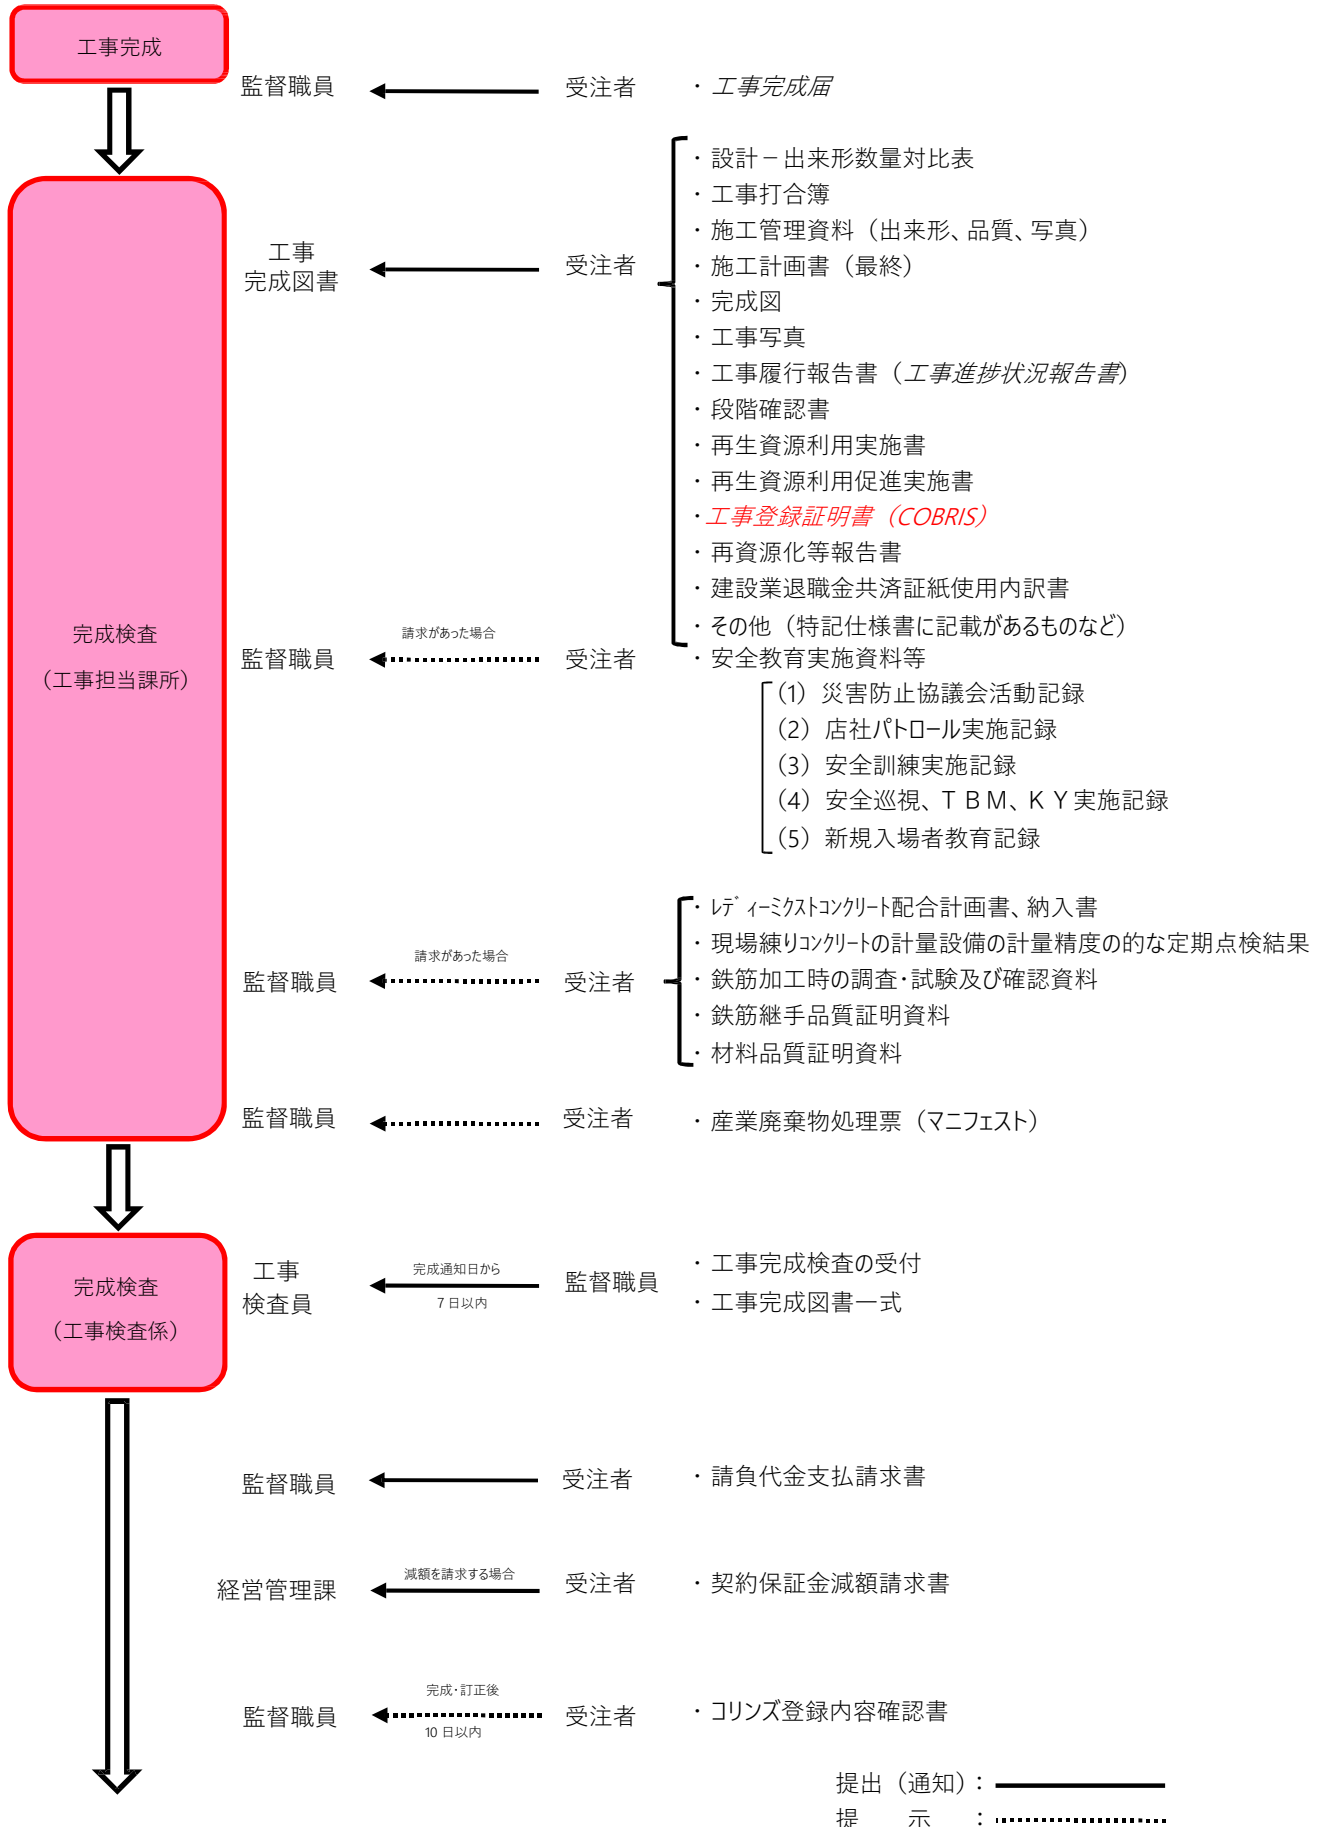 工事完成
監督職員 受注者 ・工事完成届
・設計－出来形数量対比表
・工事打合簿
・施工管理資料（出来形、品質、写真）
工事
完成図書 受注者 ・施工計画書（最終）
・完成図
・工事写真
・工事履行報告書（工事進捗状況報告書）
・段階確認書
・再生資源利用実施書
・再生資源利用促進実施書
・工事登録証明書（COBRIS）
・再資源化等報告書
・建設業退職金共済証紙使用内訳書
・その他（特記仕様書に記載があるものなど）
完成検査
（工事担当課所）
請求があった場合
監督職員 受注者 ・安全教育実施資料等
(1) 災害防止協議会活動記録
(2) 店社パトロール実施記録
(3) 安全訓練実施記録
(4) 安全巡視、ＴＢＭ、ＫＹ実施記録
(5) 新規入場者教育記録
・ﾚﾃﾞｨｰﾐｸｽﾄｺﾝｸﾘｰﾄ配合計画書、納入書
・現場練りｺﾝｸﾘｰﾄの計量設備の計量精度の的な定期点検結果
請求があった場合
監督職員 受注者 ・鉄筋加工時の調査・試験及び確認資料
・鉄筋継手品質証明資料
・材料品質証明資料
監督職員 受注者 ・産業廃棄物処理票（マニフェスト）
完成検査
（工事検査係）
工事
検査員
完成通知日から
7日以内
監督職員
・工事完成検査の受付
・工事完成図書一式
監督職員 受注者 ・請負代金支払請求書
減額を請求する場合
経営管理課 受注者 ・契約保証金減額請求書
完成・訂正後
監督職員 受注者 ・コリンズ登録内容確認書
10日以内
提出（通知）：
提　　示　　：